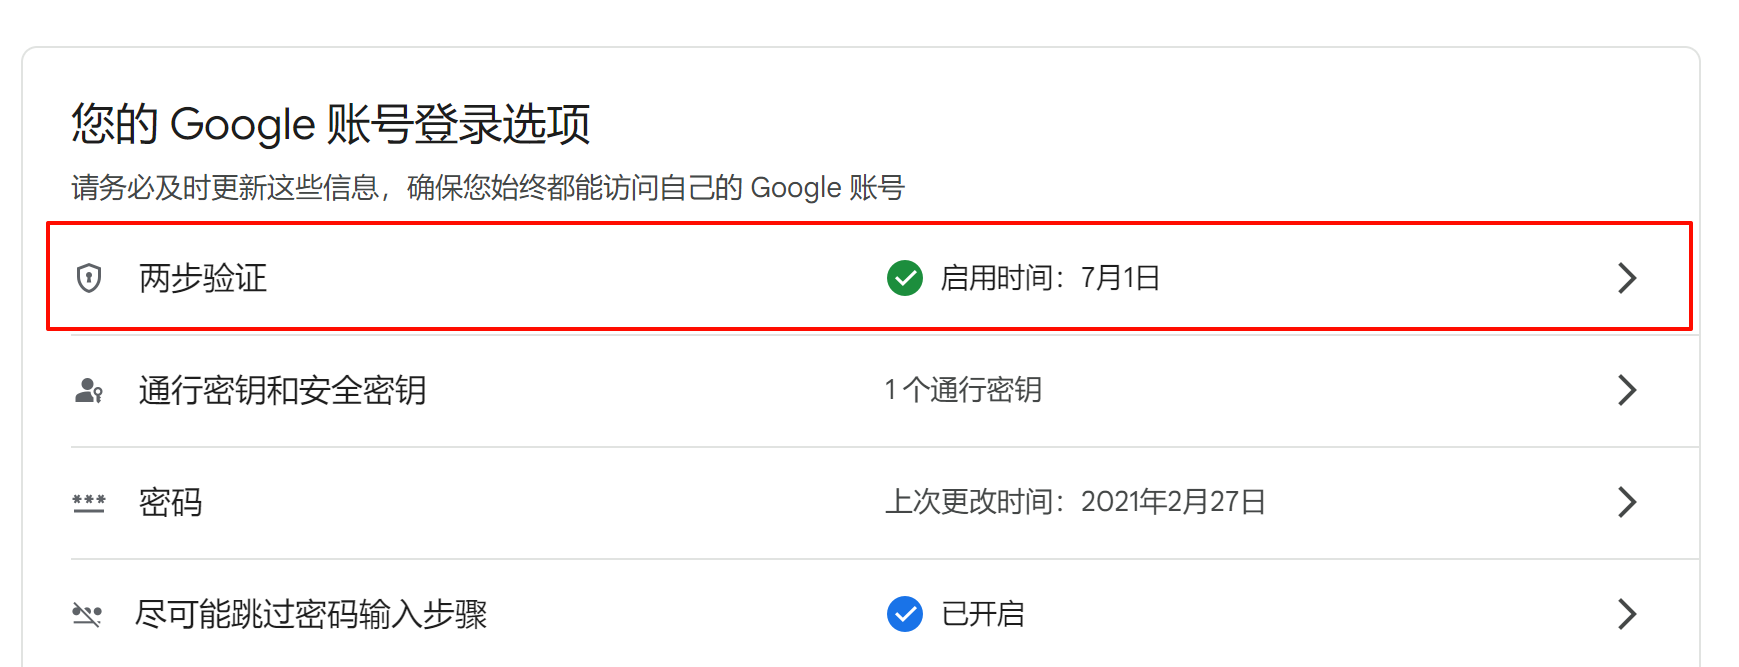 您的 Google 账号登录选项
请务必及时更新这些信息，确保您始终都能访问自己的 Google 账号
两步验证 启用时间：7月1日
通行密钥和安全密钥 1 个通行密钥
密码 上次更改时间：2021年2月27日
尽可能跳过密码输入步骤 已开启